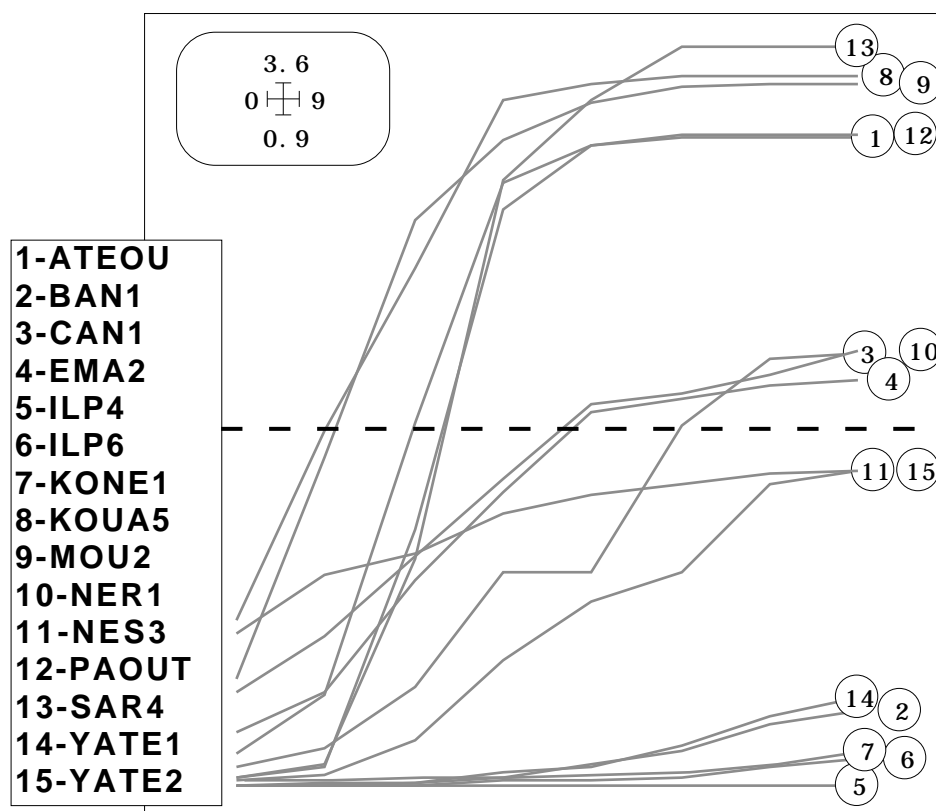 3. 6
0 9
0. 9
13
8 9
1 12
1-ATEOU
2-BAN1
3-CAN1
4-EMA2
5-ILP4
6-ILP6
7-KONE1
8-KOUA5
9-MOU2
10-NER1
11-NES3
12-PAOUT
13-SAR4
14-YATE1
15-YATE2
3 10
4
11 15
14 2
7 6
5